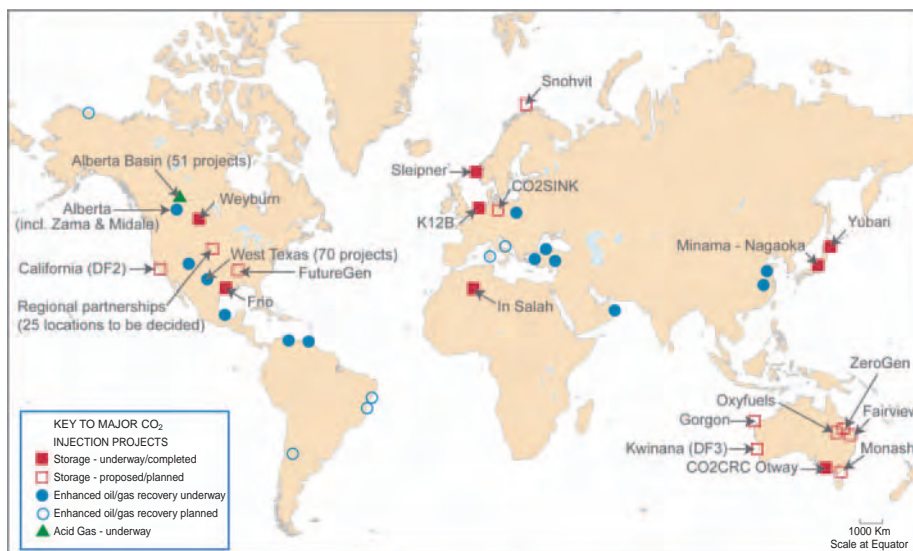 Snohvit
Alberta Basin (51 projects)
Sleipner
CO2SINK
Alberta
(incl. Zama & Midale)
Weyburn
K12B
Yubari
Minama - Nagaoka
West Texas (70 projects)
California (DF2)
FutureGen
Regional partnerships
(25 locations to be decided)
Frio
In Salah
ZeroGen
Oxyfuels
Fairview
Gorgon
Kwinana (DF3)
Monash
CO2CRC Otway
KEY TO MAJOR CO₂
INJECTION PROJECTS
Storage - underway/completed
Storage - proposed/planned
Enhanced oil/gas recovery underway
Enhanced oil/gas recovery planned
Acid Gas - underway
1000 Km
Scale at Equator